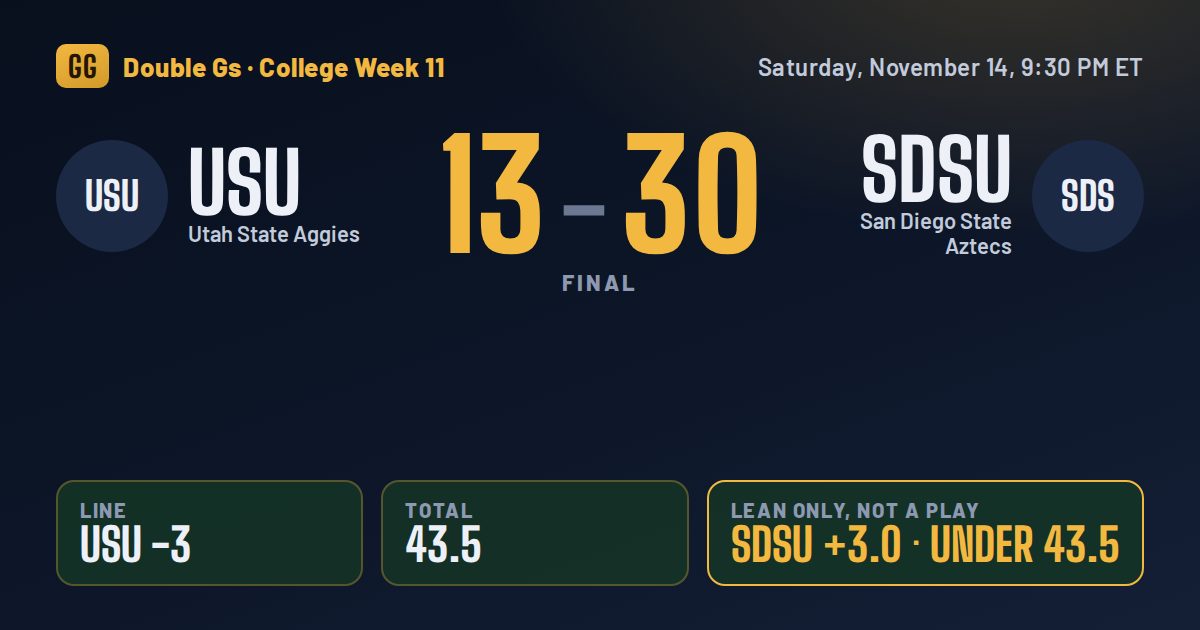 GG
Double Gs · College Week 11
Saturday, November 14, 9:30 PM ET
USU
USU
Utah State Aggies
13 – 30
FINAL
SDSU
San Diego State
Aztecs
SDS
LINE
USU −3
TOTAL
43.5
LEAN ONLY, NOT A PLAY
SDSU +3.0 · UNDER 43.5